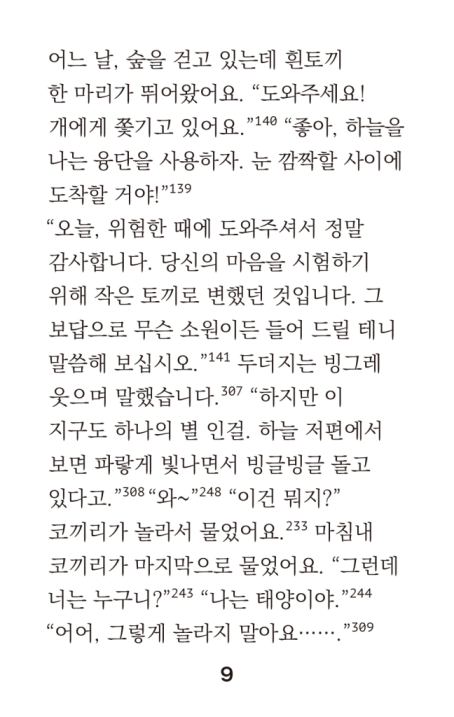 어느 날, 숲을 걷고 있는데 흰토끼
한 마리가 뛰어왔어요. “도와주세요!
개에게 쫓기고 있어요.”140 “좋아, 하늘을
나는 융단을 사용하자. 눈 깜짝할 사이에
도착할 거야!”139
“오늘, 위험한 때에 도와주셔서 정말
감사합니다. 당신의 마음을 시험하기
위해 작은 토끼로 변했던 것입니다. 그
보답으로 무슨 소원이든 들어 드릴 테니
말씀해 보십시오.”141 두더지는 빙그레
웃으며 말했습니다.307 “하지만 이
지구도 하나의 별 인걸. 하늘 저편에서
보면 파랗게 빛나면서 빙글빙글 돌고
있다고.”308 “와~”248 “이건 뭐지?”
코끼리가 놀라서 물었어요.233 마침내
코끼리가 마지막으로 물었어요. “그런데
너는 누구니?”243 “나는 태양이야.”244
“어어, 그렇게 놀라지 말아요…….”309
9